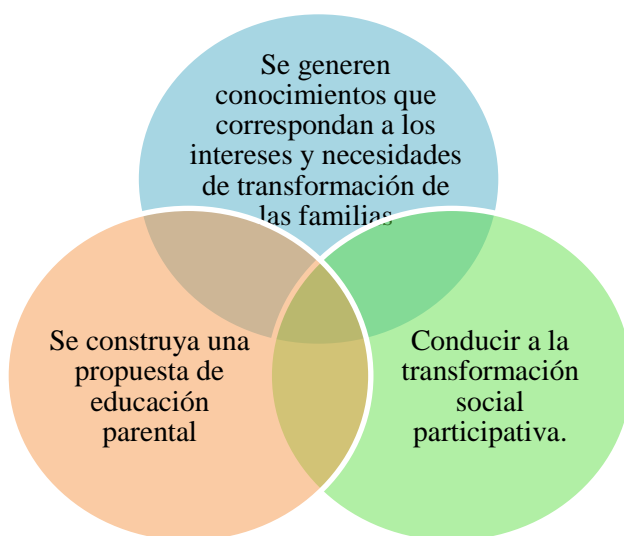 Se generen
conocimientos que
correspondan a los
intereses y necesidades
de transformación de
las familias
Se construya una
propuesta de
educación
parental
Conducir a la
transformación
social
participativa.